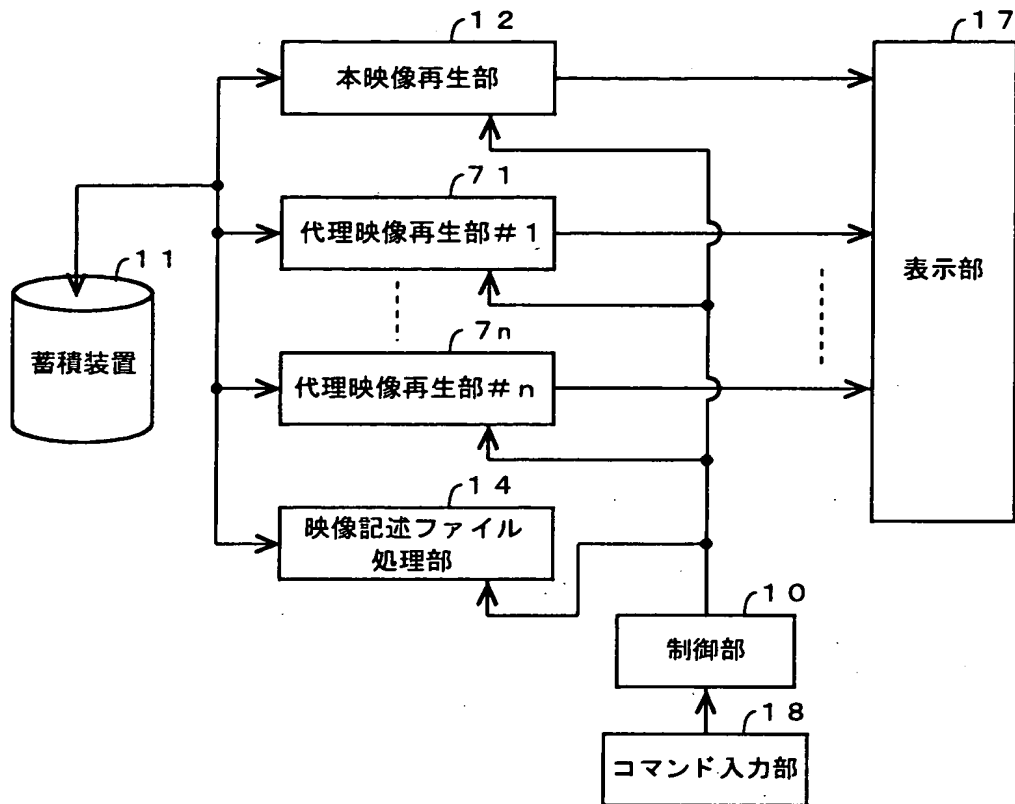 12
17
本映像再生部
71
代理映像再生部#1
11
表示部
7n
蓄積装置
代理映像再生部#n
14
映像記述ファイル
処理部
10
制御部
18
コマンド入力部